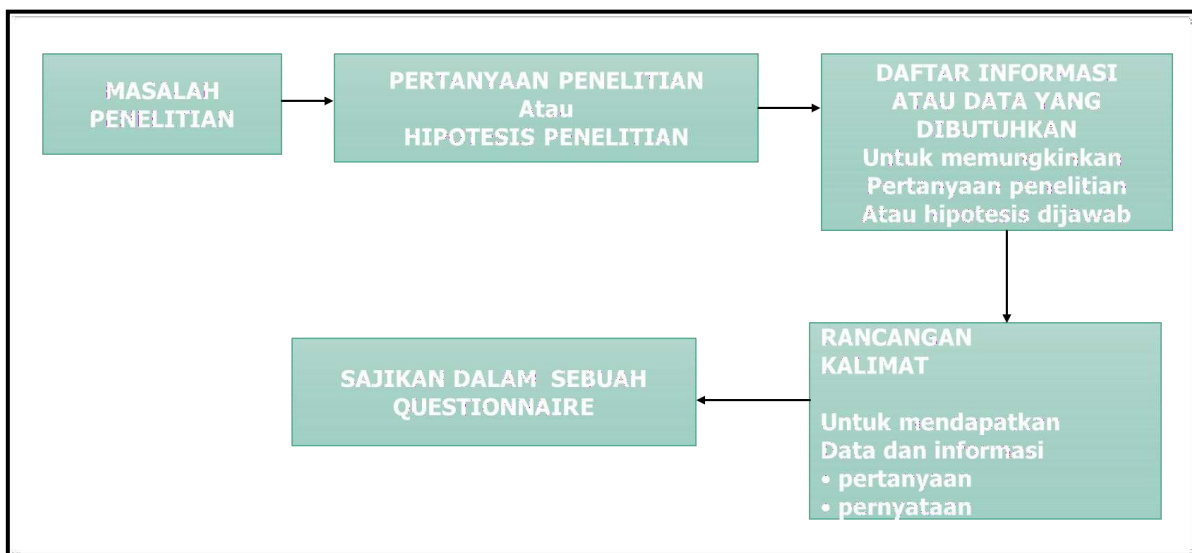 MASALAH
PENELITIAN
PERTANYAAN PENELITIAN
Atau
HIPOTESIS PENELITIAN
DAFTAR INFORMASI
ATAU DATA YANG
DIBUTUHKAN
Untuk memungkinkan
Pertanyaan penelitian
Atau hipotesis dijawab
RANCANGAN
KALIMAT
Untuk mendapatkan
Data dan informasi
• pertanyaan
• pernyataan
SAJIKAN DALAM SEBUAH
QUESTIONNAIRE